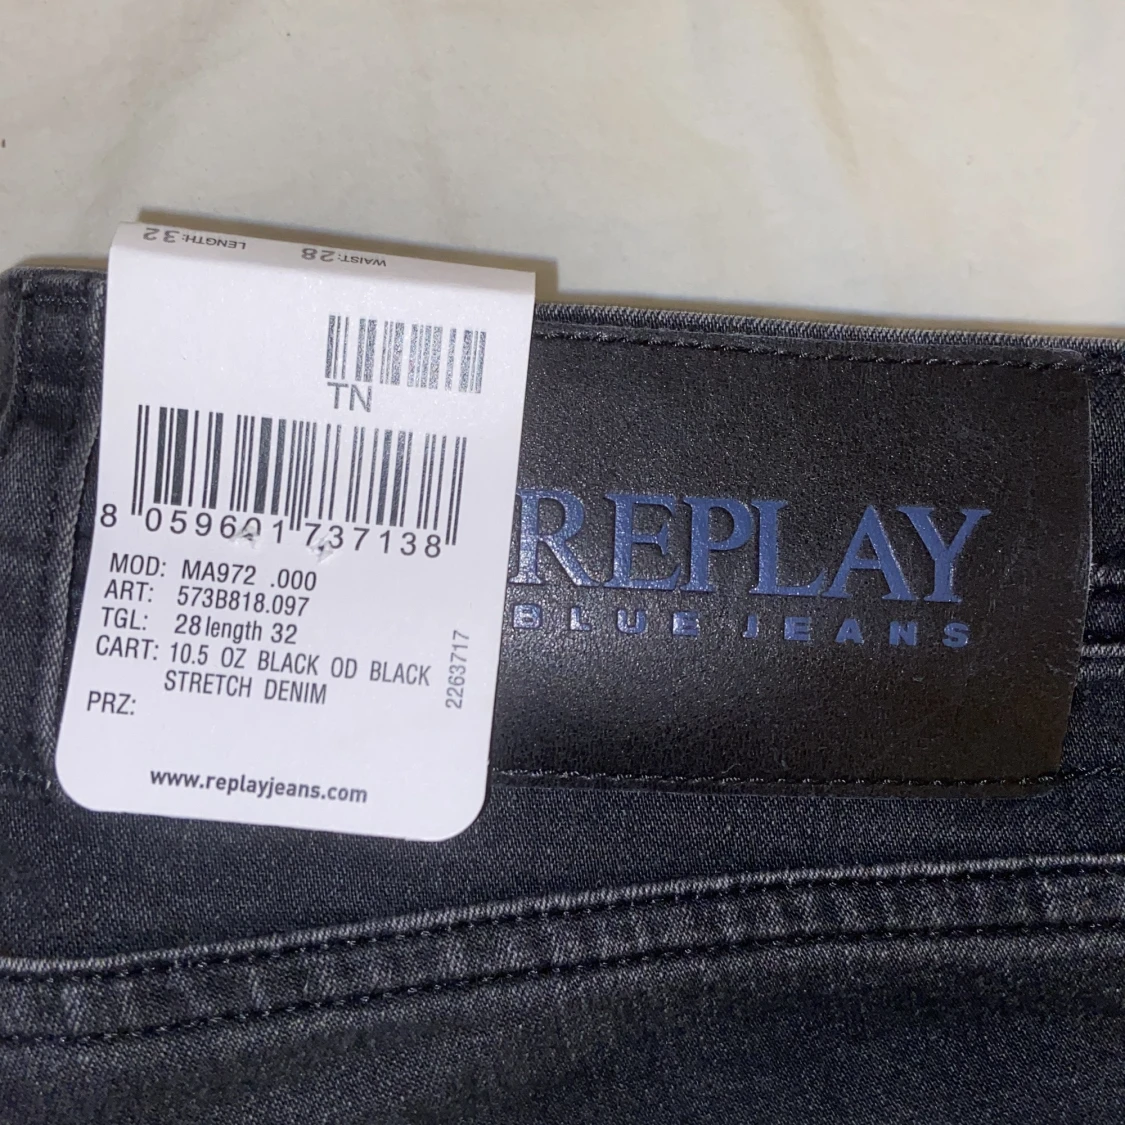 LENGTH:32 WAIST:28
NL
8 059601 737138
MOD: MA972 .000
ART: 573B818.097
TGL: 28 length 32
CART: 10.5 OZ BLACK OD BLACK
STRETCH DENIM
PRZ:
2263717
www.replayjeans.com
REPLAY
BLUE JEANS